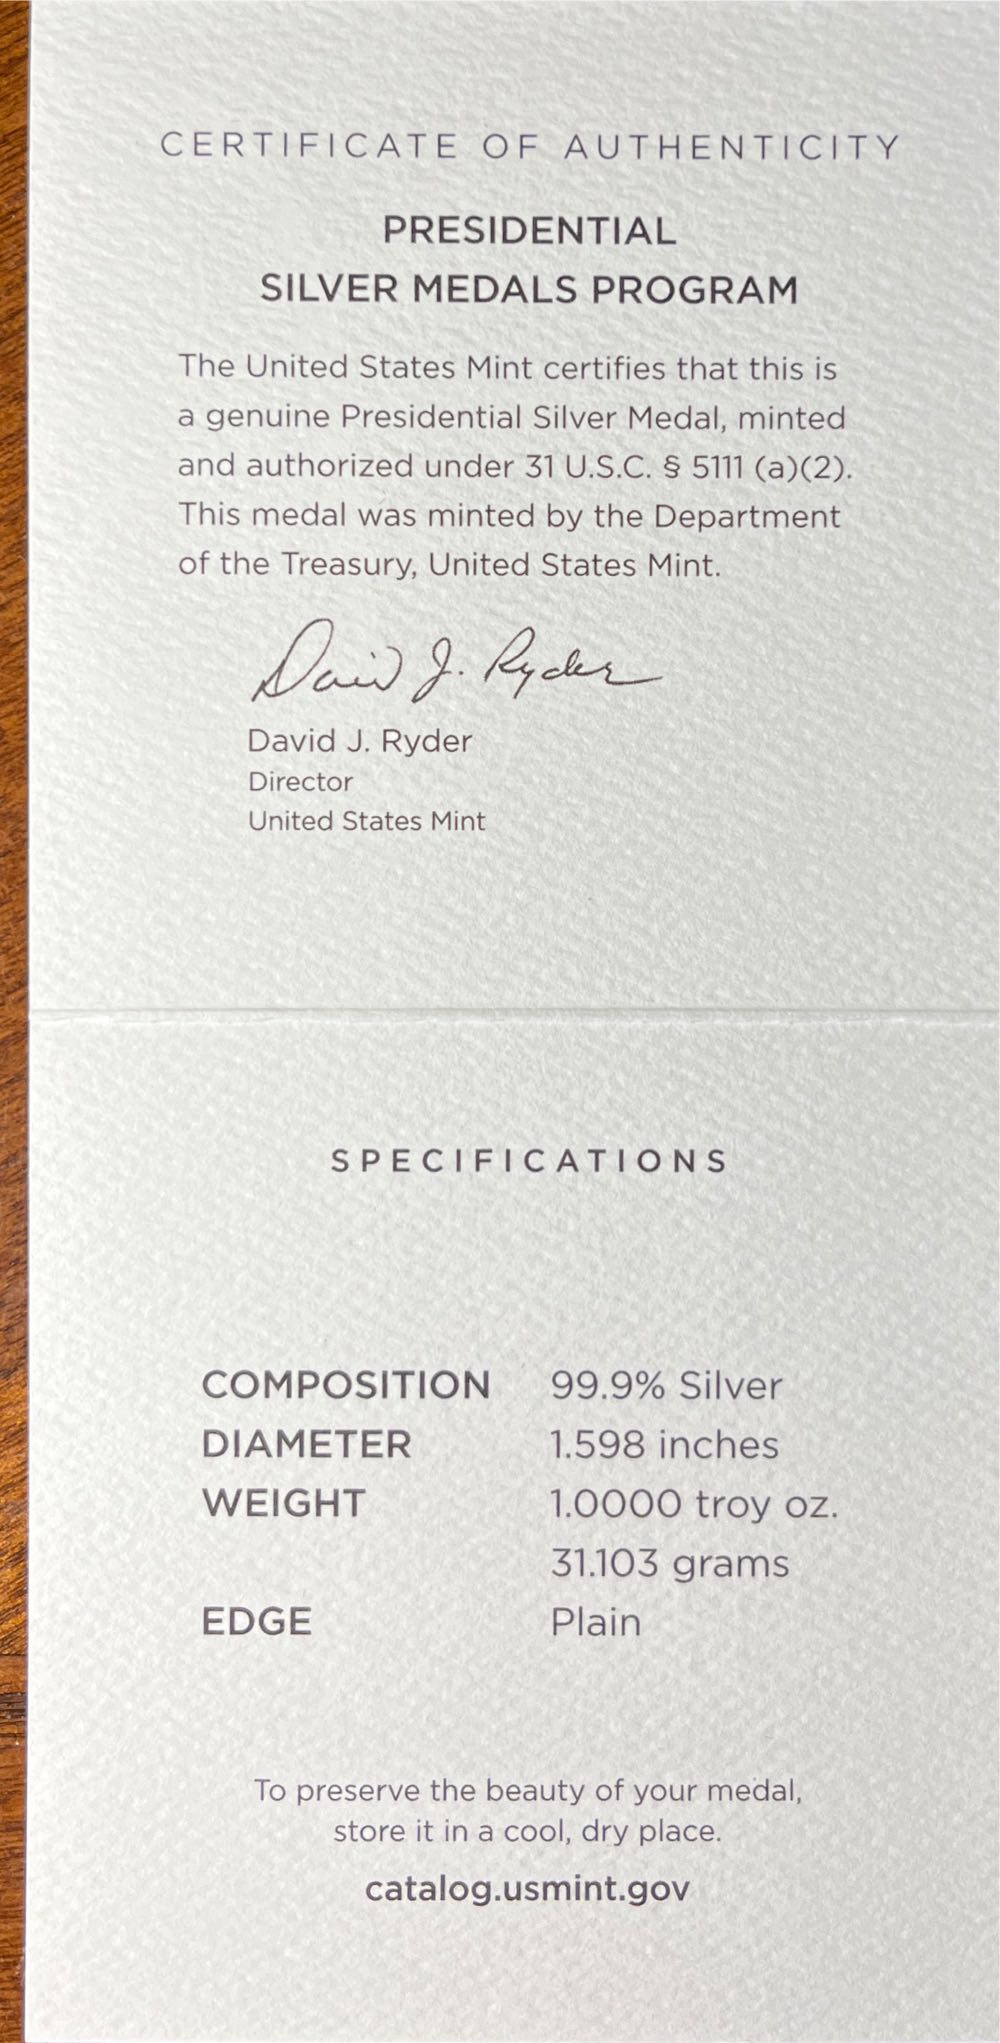 CERTIFICATE OF AUTHENTICITY
PRESIDENTIAL
SILVER MEDALS PROGRAM
The United States Mint certifies that this is
a genuine Presidential Silver Medal, minted
and authorized under 31 U.S.C. § 5111 (a)(2).
This medal was minted by the Department
of the Treasury, United States Mint.
David J. Ryder
David J. Ryder
Director
United States Mint
SPECIFICATIONS
COMPOSITION 99.9% Silver
DIAMETER 1.598 inches
WEIGHT 1.0000 troy oz.
31.103 grams
EDGE Plain
To preserve the beauty of your medal,
store it in a cool, dry place.
catalog.usmint.gov